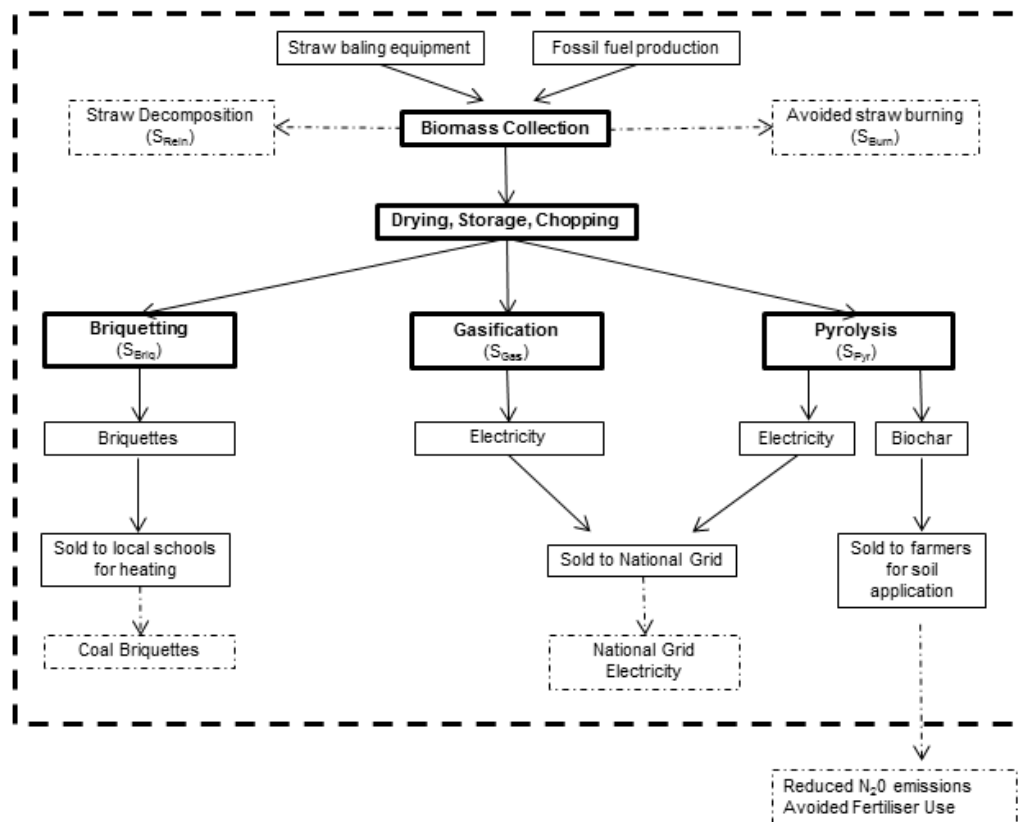 Straw baling equipment
Fossil fuel production
Straw Decomposition
(S_Rein)
Biomass Collection
Avoided straw burning
(S_Burn)
Drying, Storage, Chopping
Briquetting
(S_Briq)
Gasification
(S_Gas)
Pyrolysis
(S_Pyr)
Briquettes
Electricity
Electricity
Biochar
Sold to local schools
for heating
Sold to National Grid
Sold to farmers
for soil
application
Coal Briquettes
National Grid
Electricity
Reduced N₂0 emissions
Avoided Fertiliser Use